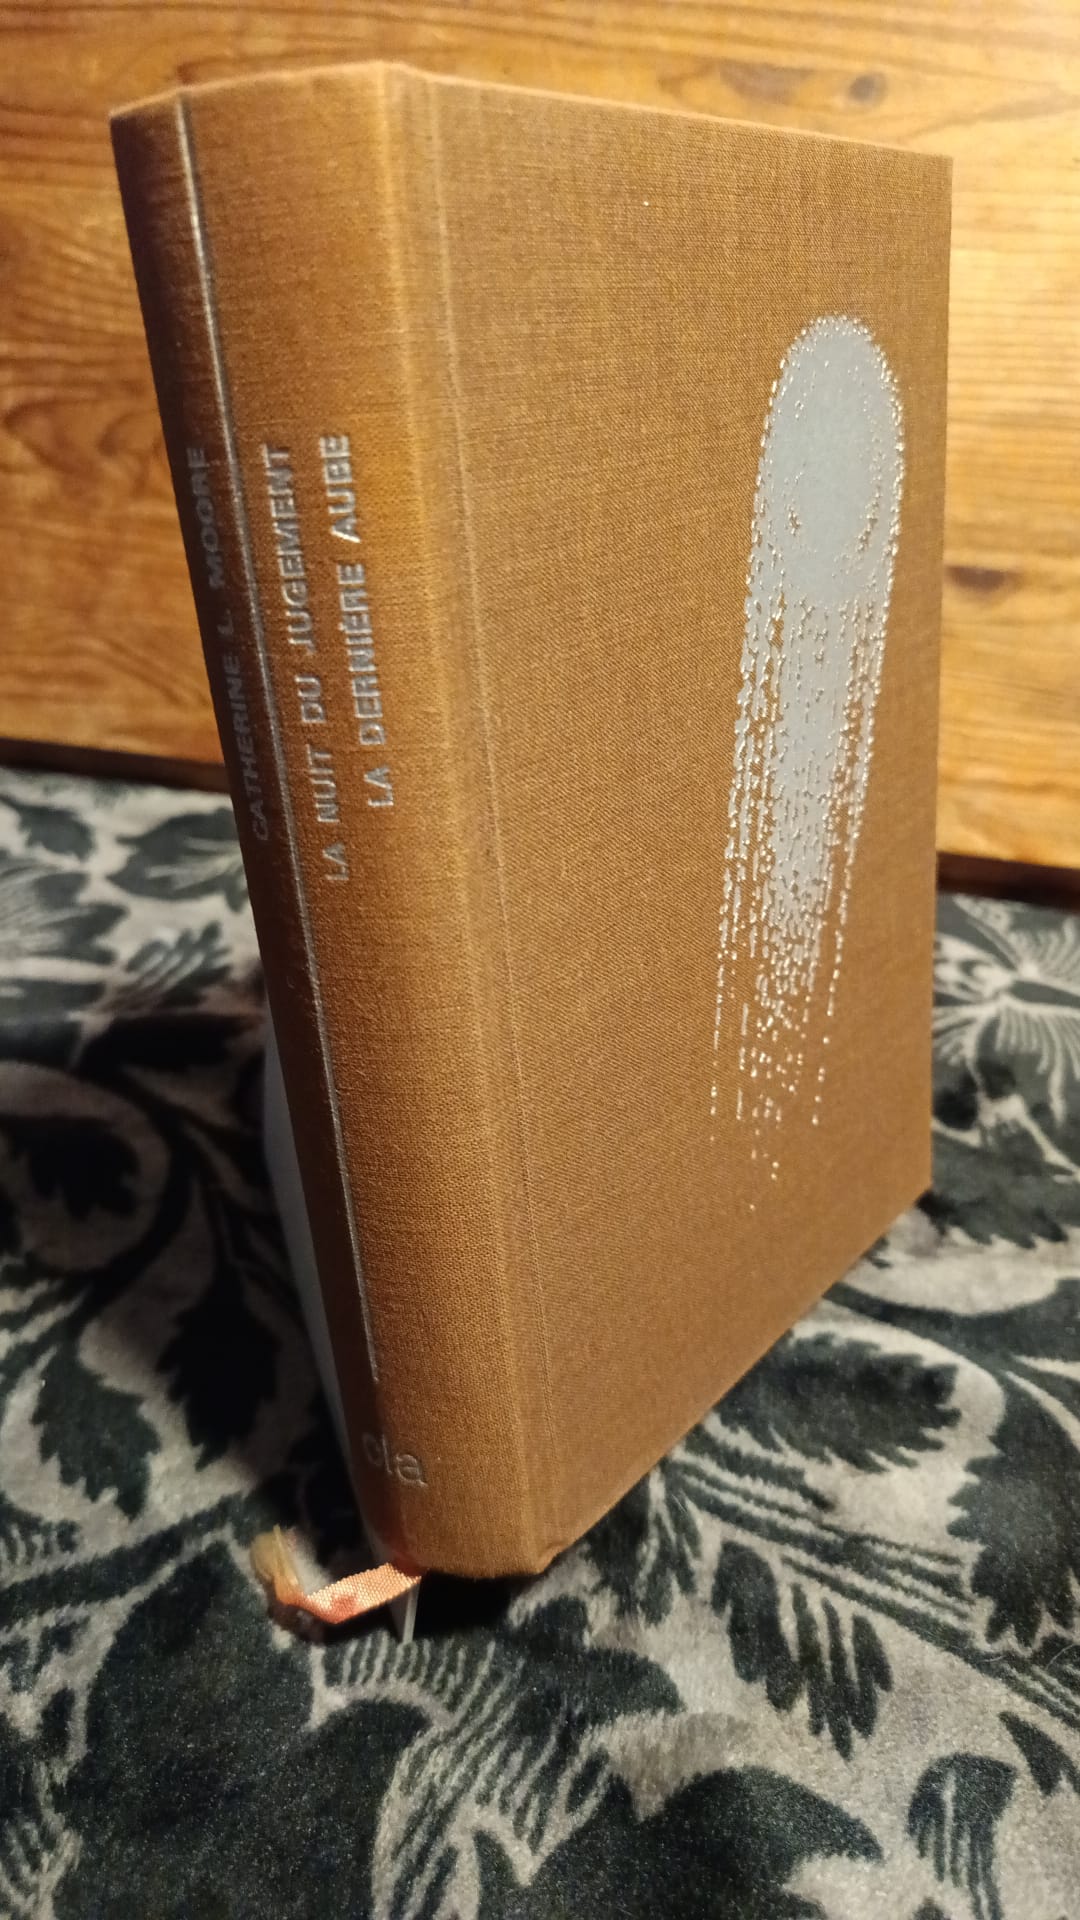 CATHERINE L. MOORE
LA NUIT DU JUGEMENT
LA DERNIÈRE AUBE
cla